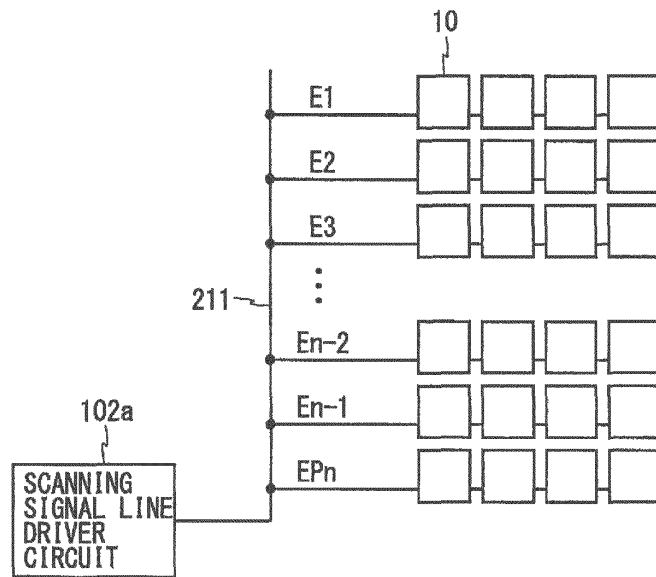 10
E1
E2
E3
211
En-2
En-1
EPn
102a
SCANNING
SIGNAL LINE
DRIVER
CIRCUIT